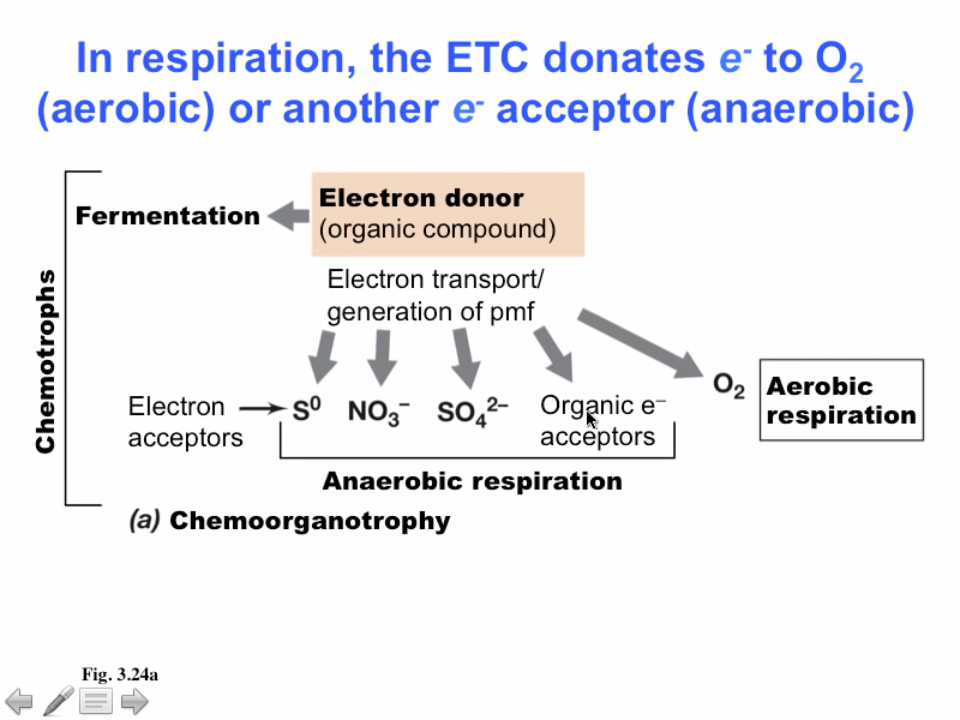 In respiration, the ETC donates e⁻ to O₂
(aerobic) or another e⁻ acceptor (anaerobic)
Chemotrophs
Fermentation
Electron donor
(organic compound)
Electron transport/
generation of pmf
Electron
acceptors
S⁰
NO₃⁻
SO₄²⁻
Organic e⁻
acceptors
O₂
Aerobic
respiration
Anaerobic respiration
(a) Chemoorganotrophy
Fig. 3.24a